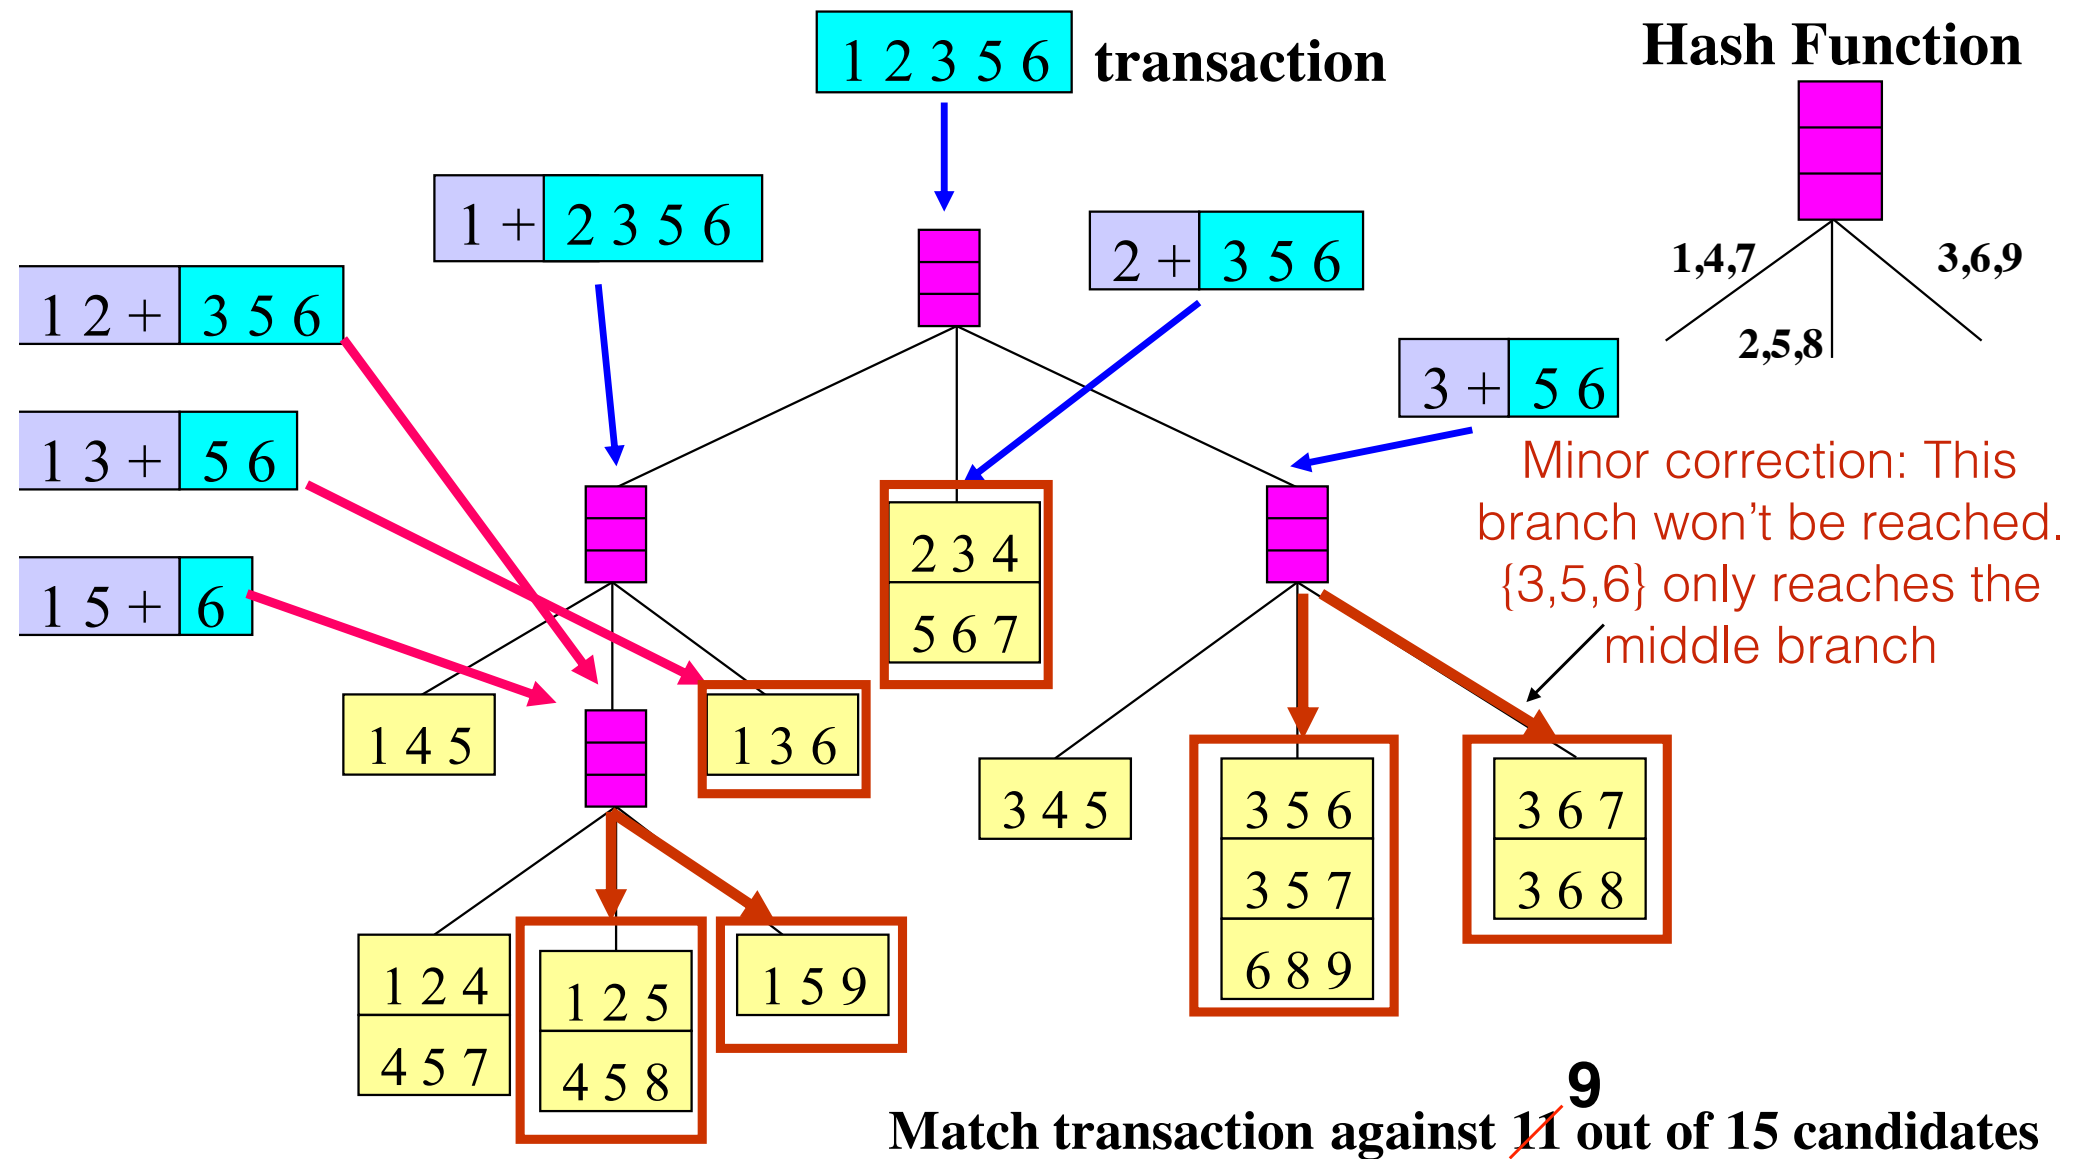 1 2 3 5 6 transaction
Hash Function
1,4,7
3,6,9
2,5,8
1 + 2 3 5 6
2 + 3 5 6
3 + 5 6
1 2 + 3 5 6
1 3 + 5 6
1 5 + 6
Minor correction: This
branch won't be reached.
{3,5,6} only reaches the
middle branch
2 3 4
5 6 7
1 4 5
1 3 6
3 4 5
3 5 6
3 5 7
6 8 9
3 6 7
3 6 8
1 2 4
4 5 7
1 2 5
4 5 8
1 5 9
9
Match transaction against 11 out of 15 candidates